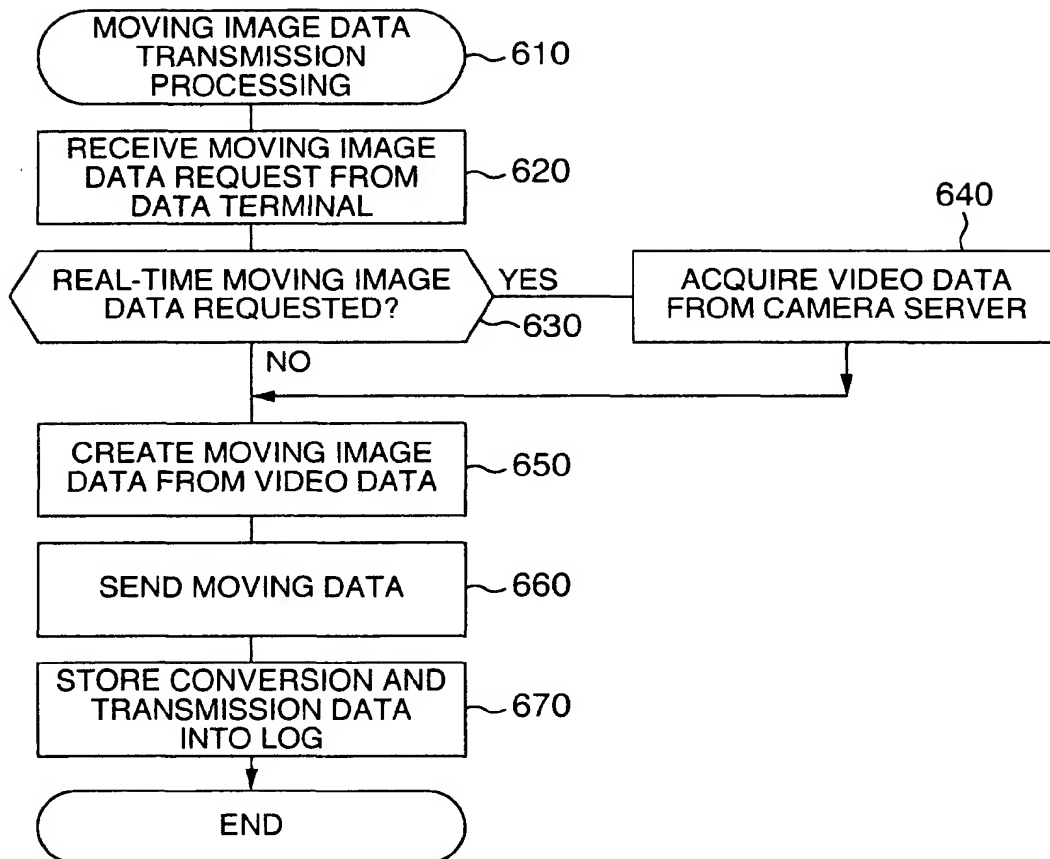 MOVING IMAGE DATA
TRANSMISSION
PROCESSING
610
RECEIVE MOVING IMAGE
DATA REQUEST FROM
DATA TERMINAL
620
640
REAL-TIME MOVING IMAGE
DATA REQUESTED?
YES
630
ACQUIRE VIDEO DATA
FROM CAMERA SERVER
NO
CREATE MOVING IMAGE
DATA FROM VIDEO DATA
650
SEND MOVING DATA
660
STORE CONVERSION AND
TRANSMISSION DATA
INTO LOG
670
END